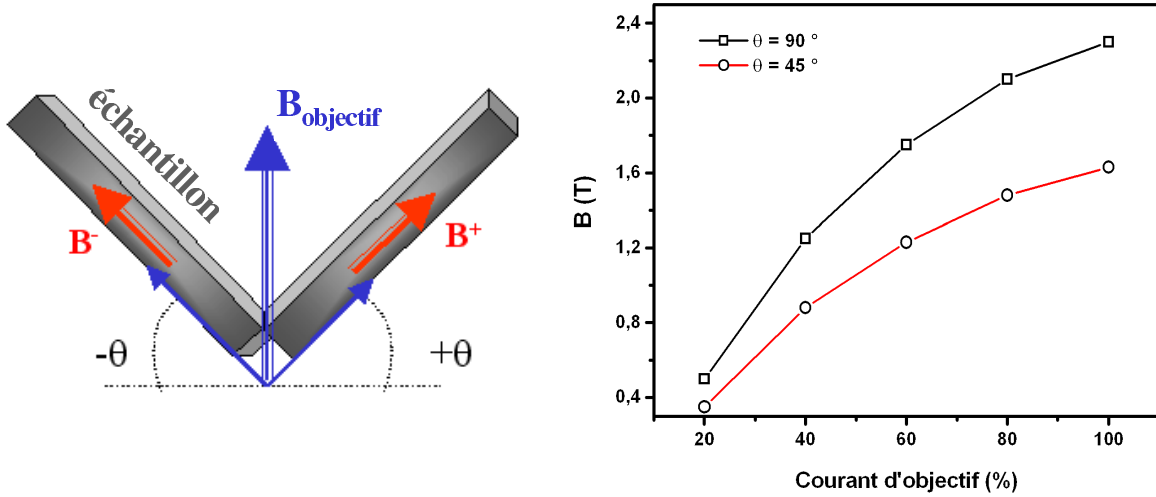 échantillon
B objectif
B-
B+
-θ
+θ
2,4
2,0
1,6
1,2
0,8
0,4
B (T)
θ = 90 °
θ = 45 °
20 40 60 80 100
Courant d'objectif (%)